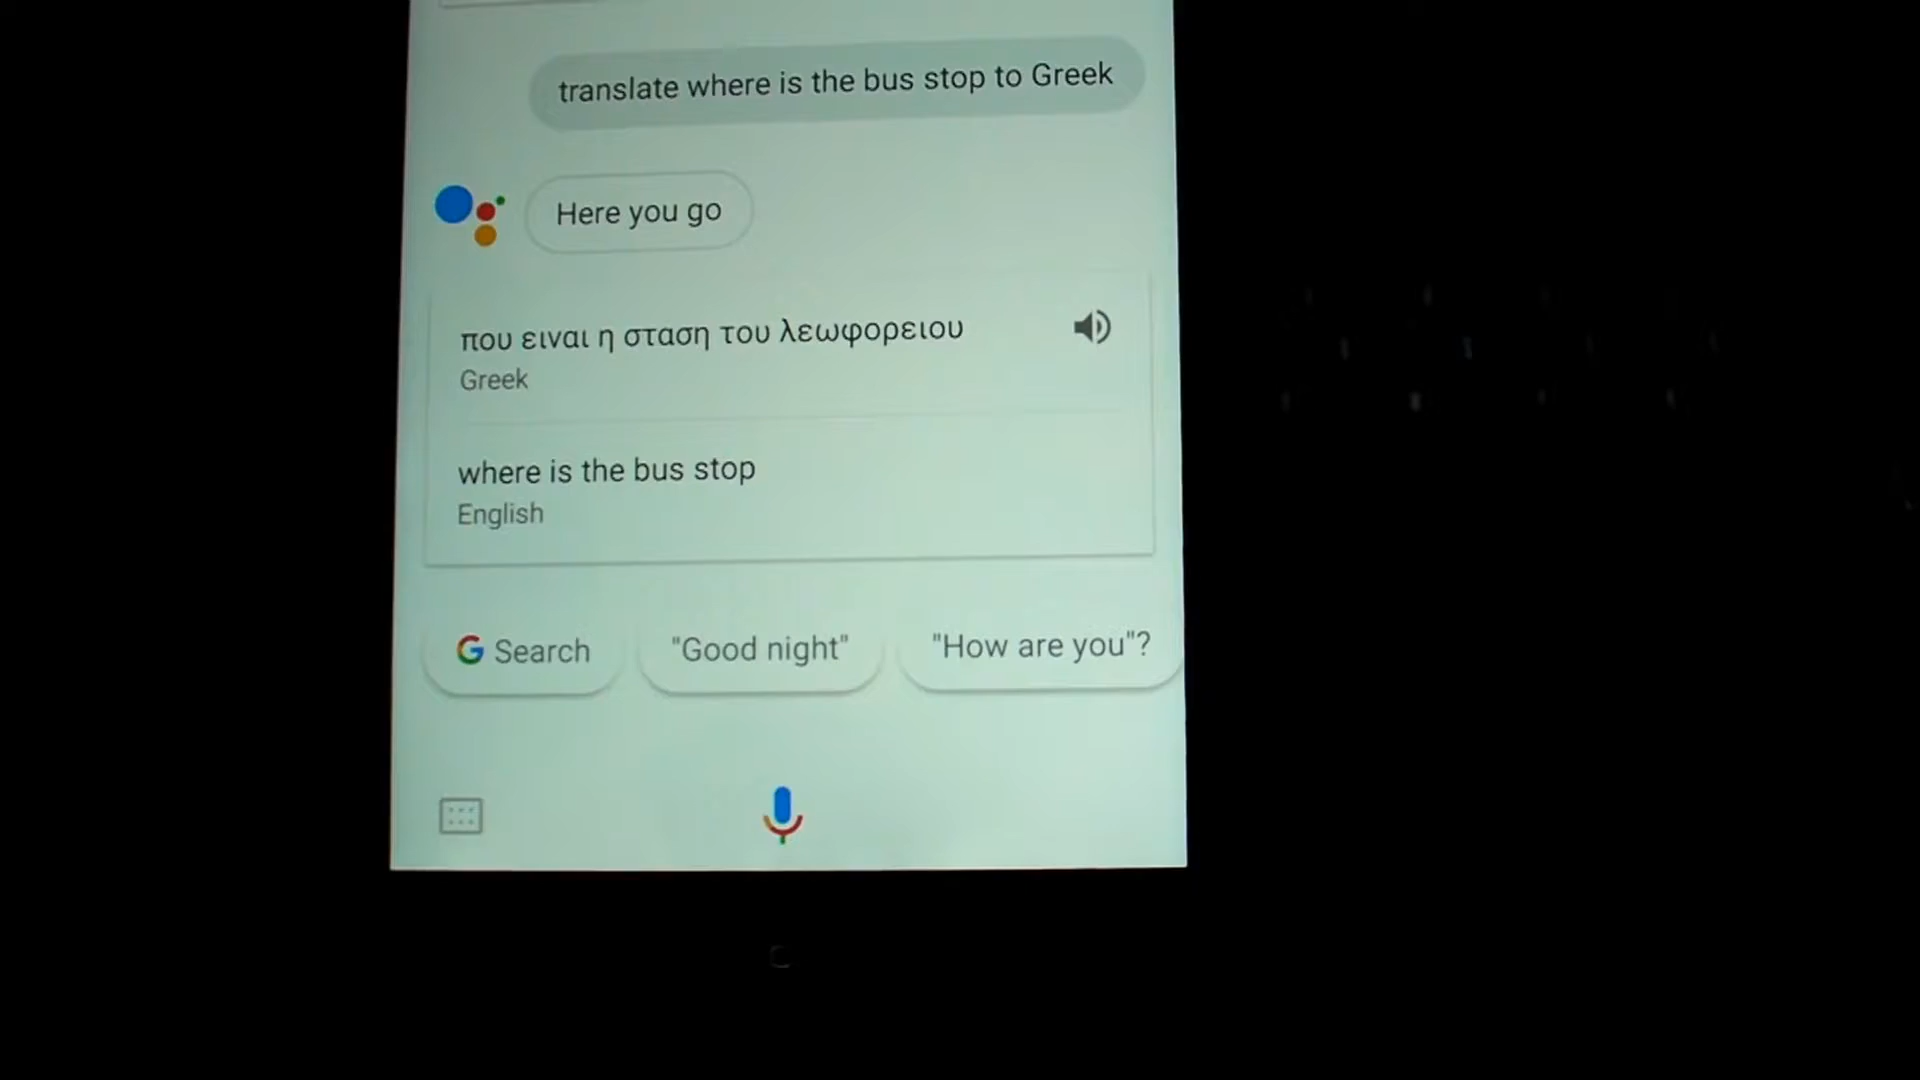 translate where is the bus stop to Greek
Here you go
που ειναι η σταση του λεωφορειου
Greek
where is the bus stop
English
Search
"Good night"
"How are you"?